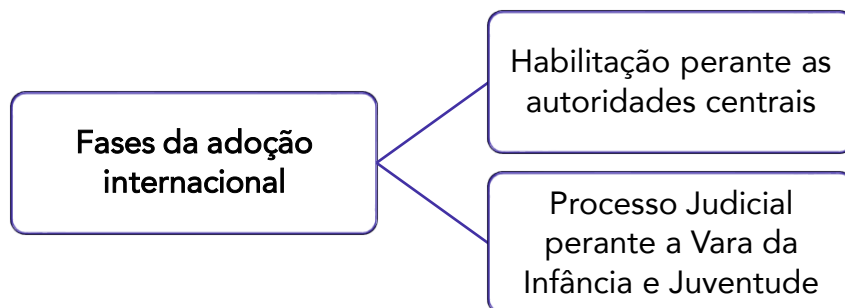 Fases da adoção
internacional
Habilitação perante as
autoridades centrais
Processo Judicial
perante a Vara da
Infância e Juventude